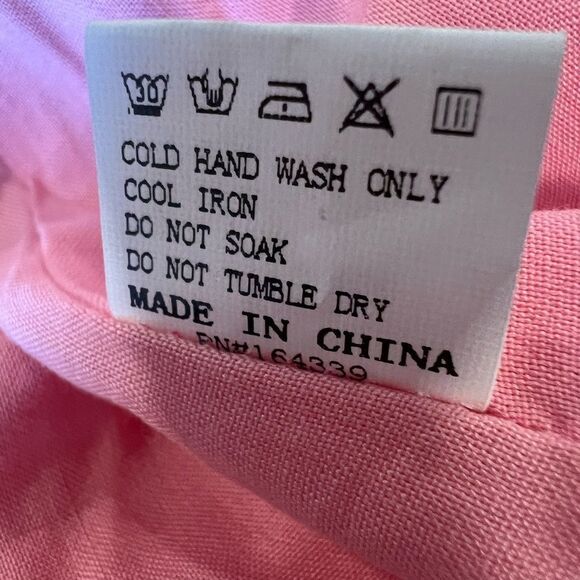 30
COLD HAND WASH ONLY
COOL IRON
DO NOT SOAK
DO NOT TUMBLE DRY
MADE IN CHINA
RN#164339